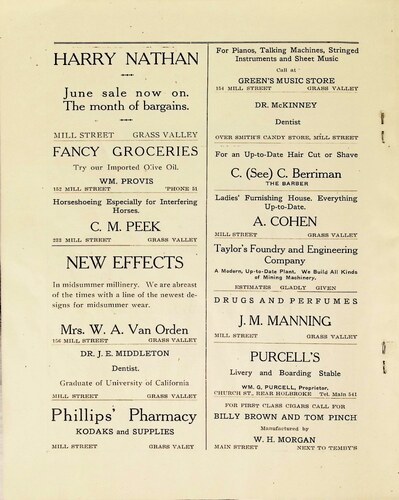 HARRY NATHAN
June sale now on.
The month of bargains.
MILL STREET GRASS VALLEY
FANCY GROCERIES
Try our Imported Olive Oil.
WM. PROVIS
152 MILL STREET 'PHONE 51
Horseshoeing Especially for Interfering
Horses.
C. M. PEEK
223 MILL STREET GRASS VALLEY
NEW EFFECTS
In midsummer millinery. We are abreast
of the times with a line of the newest de-
signs for midsummer wear.
Mrs. W. A. Van Orden
156 MILL STREET GRASS VALLEY
DR. J. E. MIDDLETON
Dentist.
Graduate of University of California
MILL STREET GRASS VALLEY
Phillips' Pharmacy
KODAKS and SUPPLIES
MILL STREET GRASS VALEY
For Pianos, Talking Machines, Stringed
Instruments and Sheet Music
Call at
GREEN'S MUSIC STORE
154 MILL STREET GRASS VALLEY
DR. McKINNEY
Dentist
OVER SMITH'S CANDY STORE, MILL STREET
For an Up-to-Date Hair Cut or Shave
C. (See) C. Berriman
THE BARBER
Ladies' Furnishing House. Everything
Up-to-Date.
A. COHEN
MILL STREET GRASS VALLEY
Taylor's Foundry and Engineering
Company
A Modern, Up-to-Date Plant. We Build All Kinds
of Mining Machinery.
ESTIMATES GLADLY GIVEN
DRUGS AND PERFUMES
J. M. MANNING
MILL STREET GRASS VALLEY
PURCELL'S
Livery and Boarding Stable
WM. G. PURCELL, Proprietor.
CHURCH ST., REAR HOLBROKE Tel. Main 541
FOR FIRST CLASS CIGARS CALL FOR
BILLY BROWN AND TOM PINCH
Manufactured by
W. H. MORGAN
MAIN STREET NEXT TO TEMBY'S